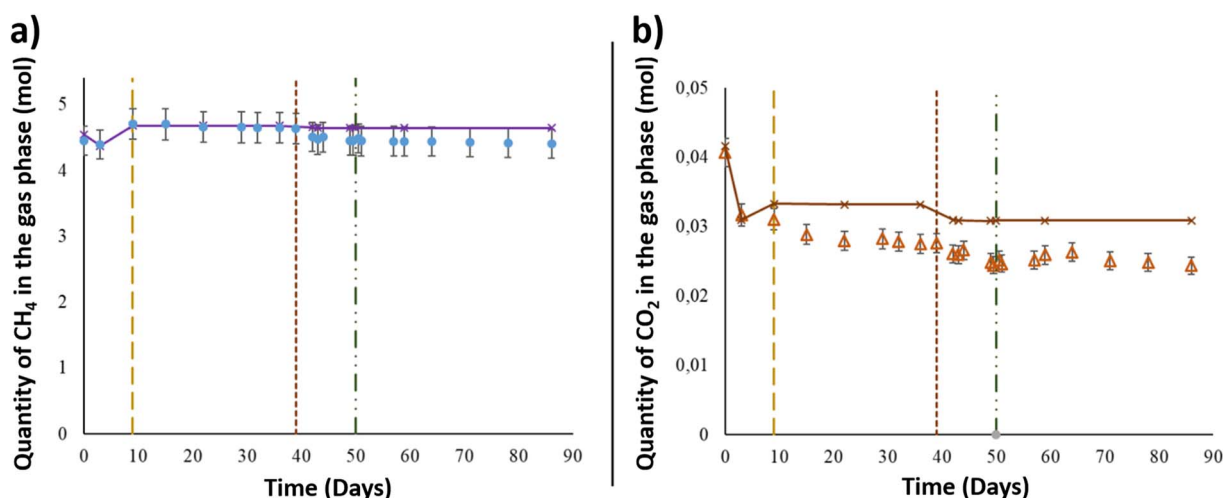 a)
Quantity of CH4 in the gas phase (mol)
5
4
3
2
1
0
0 10 20 30 40 50 60 70 80 90
Time (Days)
b)
Quantity of CO2 in the gas phase (mol)
0,05
0,04
0,03
0,02
0,01
0
0 10 20 30 40 50 60 70 80 90
Time (Days)